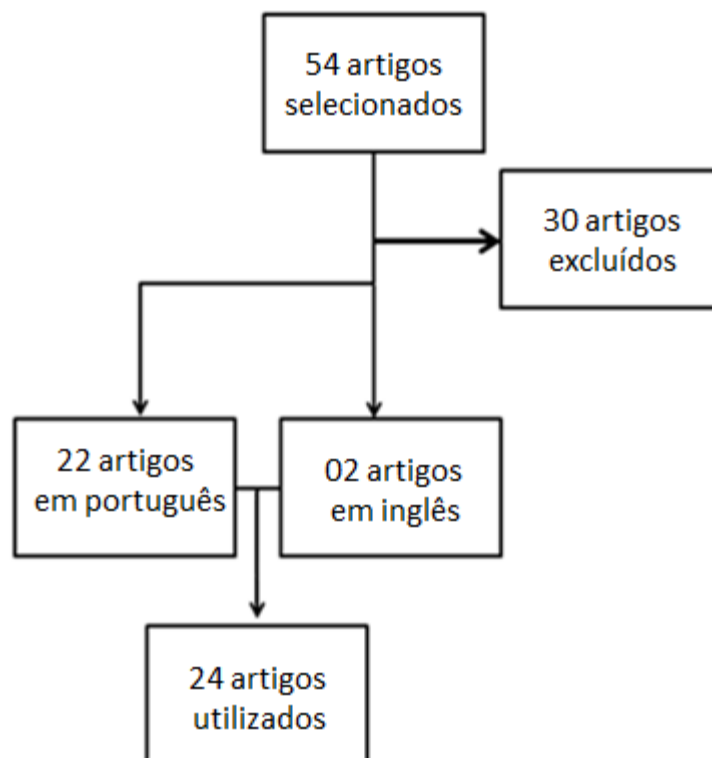 54 artigos
selecionados
30 artigos
excluídos
22 artigos
em português
02 artigos
em inglês
24 artigos
utilizados